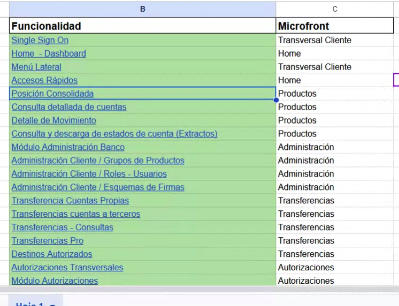 B C
Funcionalidad Microfront
Single Sign On Transversal Cliente
Home - Dashboard Home
Menú Lateral Transversal Cliente
Accesos Rápidos Home
Posición Consolidada Productos
Consulta detallada de cuentas Productos
Detalle de Movimiento Productos
Consulta y descarga de estados de cuenta (Extractos) Productos
Módulo Administración Banco Administración
Administración Cliente / Grupos de Productos Administración
Administración Cliente / Roles - Usuarios Administración
Administración Cliente / Esquemas de Firmas Administración
Transferencia Cuentas Propias Transferencias
Transferencias cuentas a terceros Transferencias
Transferencias - Consultas Transferencias
Transferencias Pro Transferencias
Destinos Autorizados Transferencias
Autorizaciones Transversales Autorizaciones
Módulo Autorizaciones Autorizaciones
Hoja 1